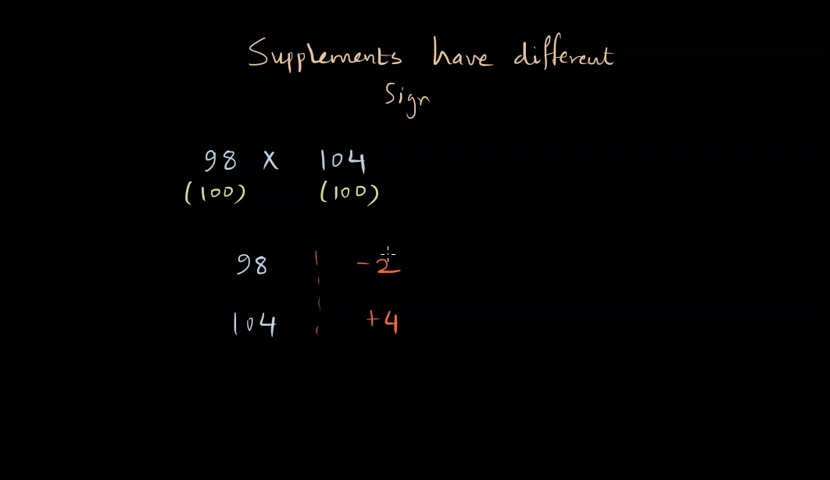 Supplements have different
Sign
98 x 104
(100) (100)
98 -2
104 +4